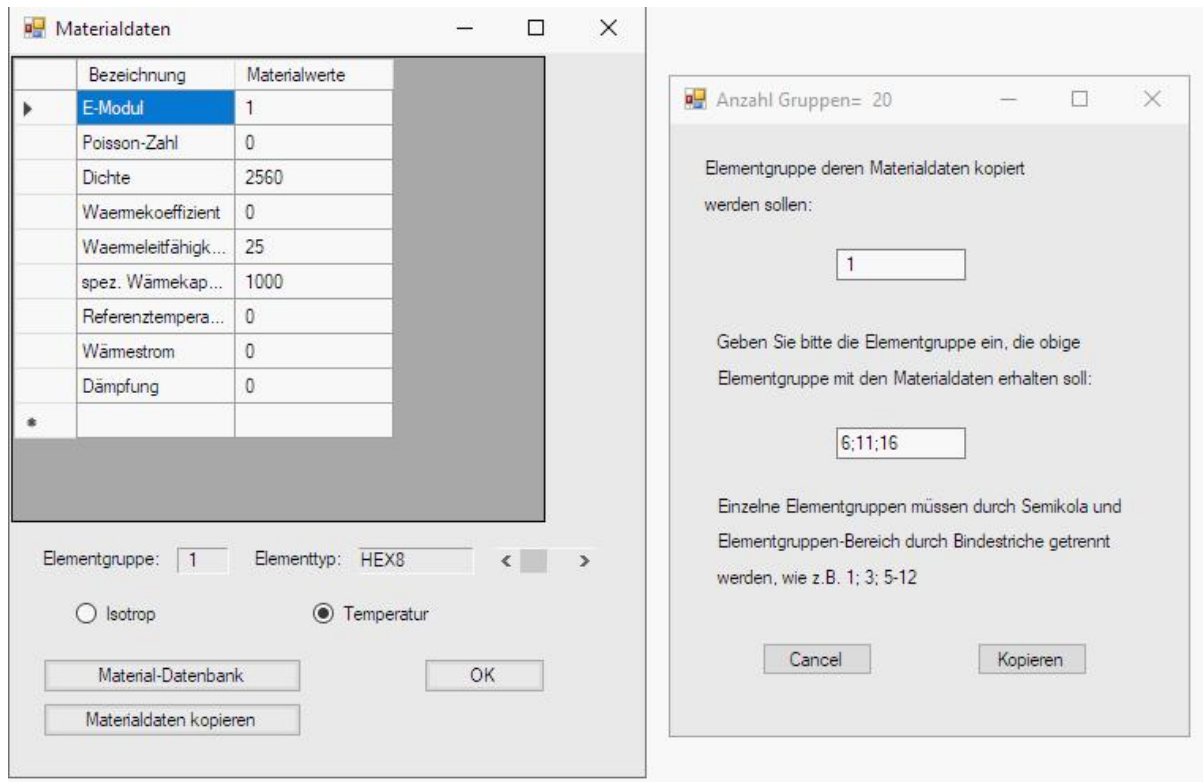 Materialdaten
Bezeichnung Materialwerte
E-Modul 1
Poisson-Zahl 0
Dichte 2560
Waermekoeffizient 0
Waermeleitfähigk... 25
spez. Wärmekap... 1000
Referenztempera... 0
Wärmestrom 0
Dämpfung 0
Elementgruppe: 1 Elementtyp: HEX8
Isotrop Temperatur
Material-Datenbank OK
Materialdaten kopieren
Anzahl Gruppen= 20
Elementgruppe deren Materialdaten kopiert
werden sollen:
1
Geben Sie bitte die Elementgruppe ein, die obige
Elementgruppe mit den Materialdaten erhalten soll:
6;11;16
Einzelne Elementgruppen müssen durch Semikola und
Elementgruppen-Bereich durch Bindestriche getrennt
werden, wie z.B. 1; 3; 5-12
Cancel Kopieren